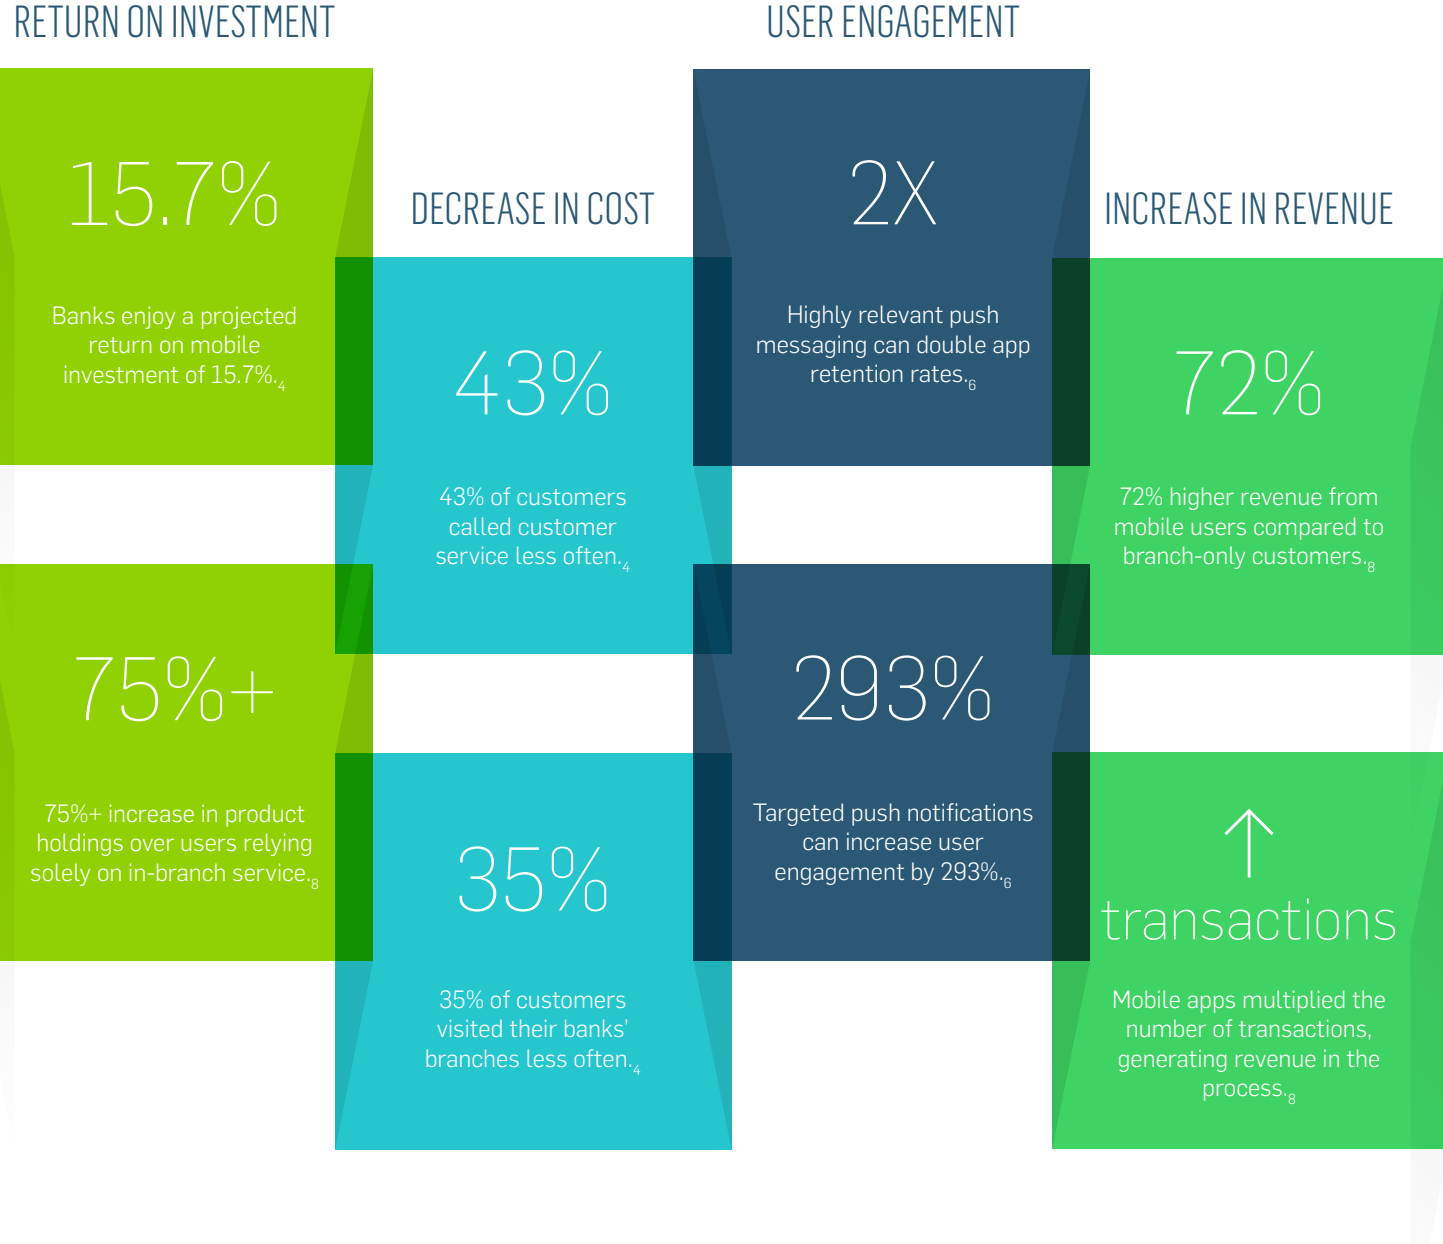 RETURN ON INVESTMENT
15.7%
Banks enjoy a projected
return on mobile
investment of 15.7%.4
75%+
75%+ increase in product
holdings over users relying
solely on in-branch service.8
DECREASE IN COST
43%
43% of customers
called customer
service less often.4
35%
35% of customers
visited their banks'
branches less often.4
USER ENGAGEMENT
2X
Highly relevant push
messaging can double app
retention rates.6
293%
Targeted push notifications
can increase user
engagement by 293%.6
INCREASE IN REVENUE
72%
72% higher revenue from
mobile users compared to
branch-only customers.8
↑
transactions
Mobile apps multiplied the
number of transactions,
generating revenue in the
process.8